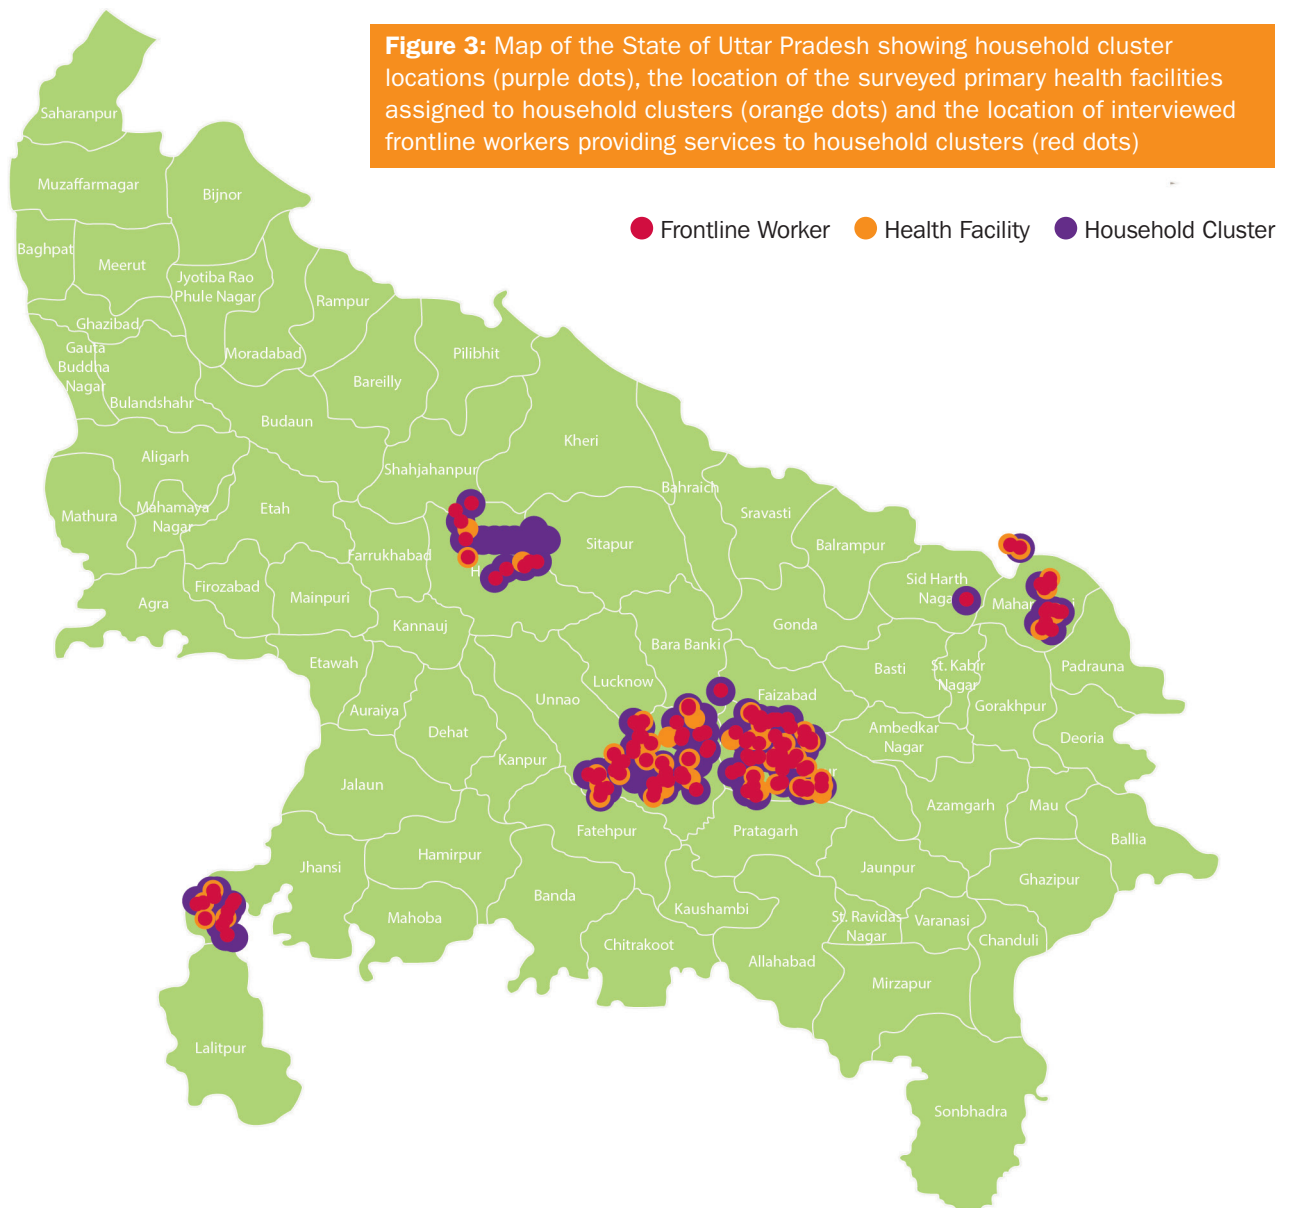 Figure 3: Map of the State of Uttar Pradesh showing household cluster
locations (purple dots), the location of the surveyed primary health facilities
assigned to household clusters (orange dots) and the location of interviewed
frontline workers providing services to household clusters (red dots)
Frontline Worker
Health Facility
Household Cluster
Saharanpur
Muzaffarmagar
Bijnor
Baghpat
Meerut
Jyotiba Rao
Phule Nagar
Rampur
Ghazibad
Moradabad
Gauta
Buddha
Nagar
Pilibhit
Bareilly
Bulandshahr
Budaun
Kheri
Aligarh
Shahjahanpur
Bahraich
Mathura
Mahamaya
Nagar
Etah
Sravasti
Sitapur
Balrampur
Farrukhabad
H
Firozabad
Mainpuri
Agra
Sid Harth
Naga
Mahar
Kannauj
Gonda
Bara Banki
Etawah
Basti
St. Kabir
Nagar
Padrauna
Lucknow
Unnao
Faizabad
Auraiya
Gorakhpur
Dehat
Ambedkar
Nagar
Deoria
Kanpur
ur
Jalaun
Azamgarh
Mau
Fatehpur
Pratagarh
Ballia
Hamirpur
Jhansi
Jaunpur
Ghazipur
Banda
Kaushambi
Mahoba
St. Ravidas
Nagar
Varanasi
Chitrakoot
Chanduli
Allahabad
Mirzapur
Lalitpur
Sonbhadra